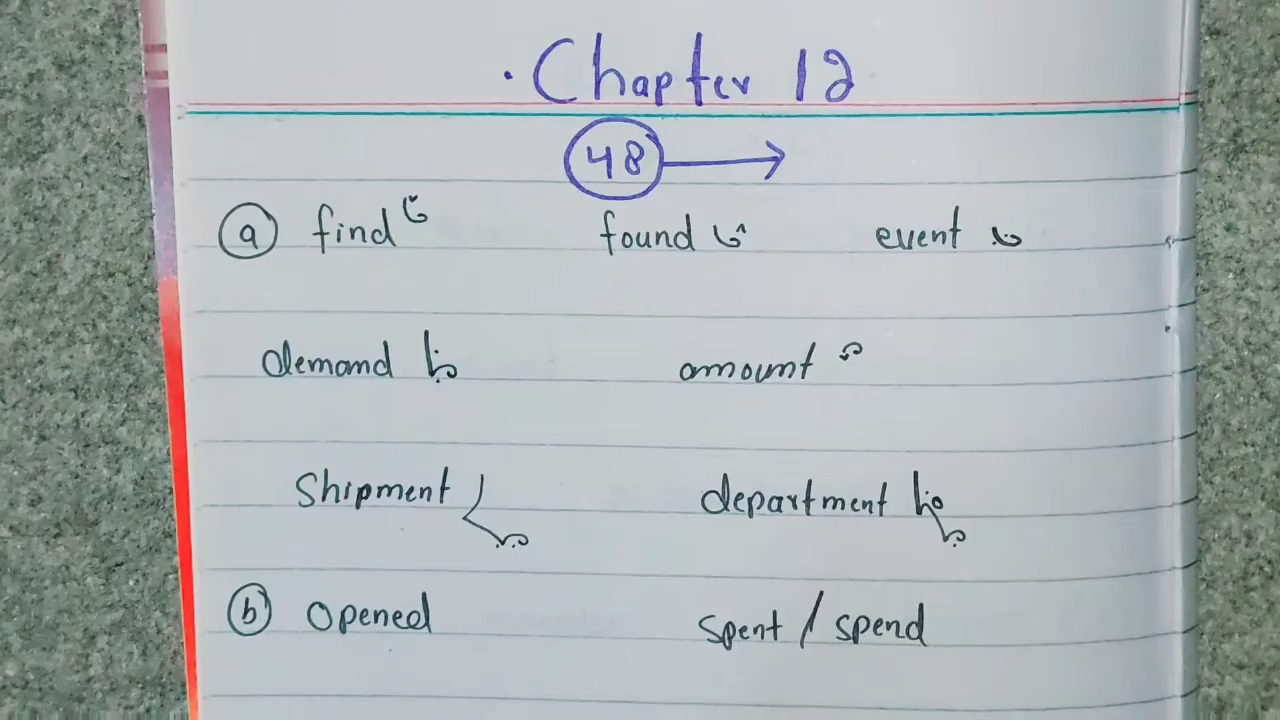 · Chapter 12
48 →
a find found event
demand amount
Shipment department
b Opened Spent / spend